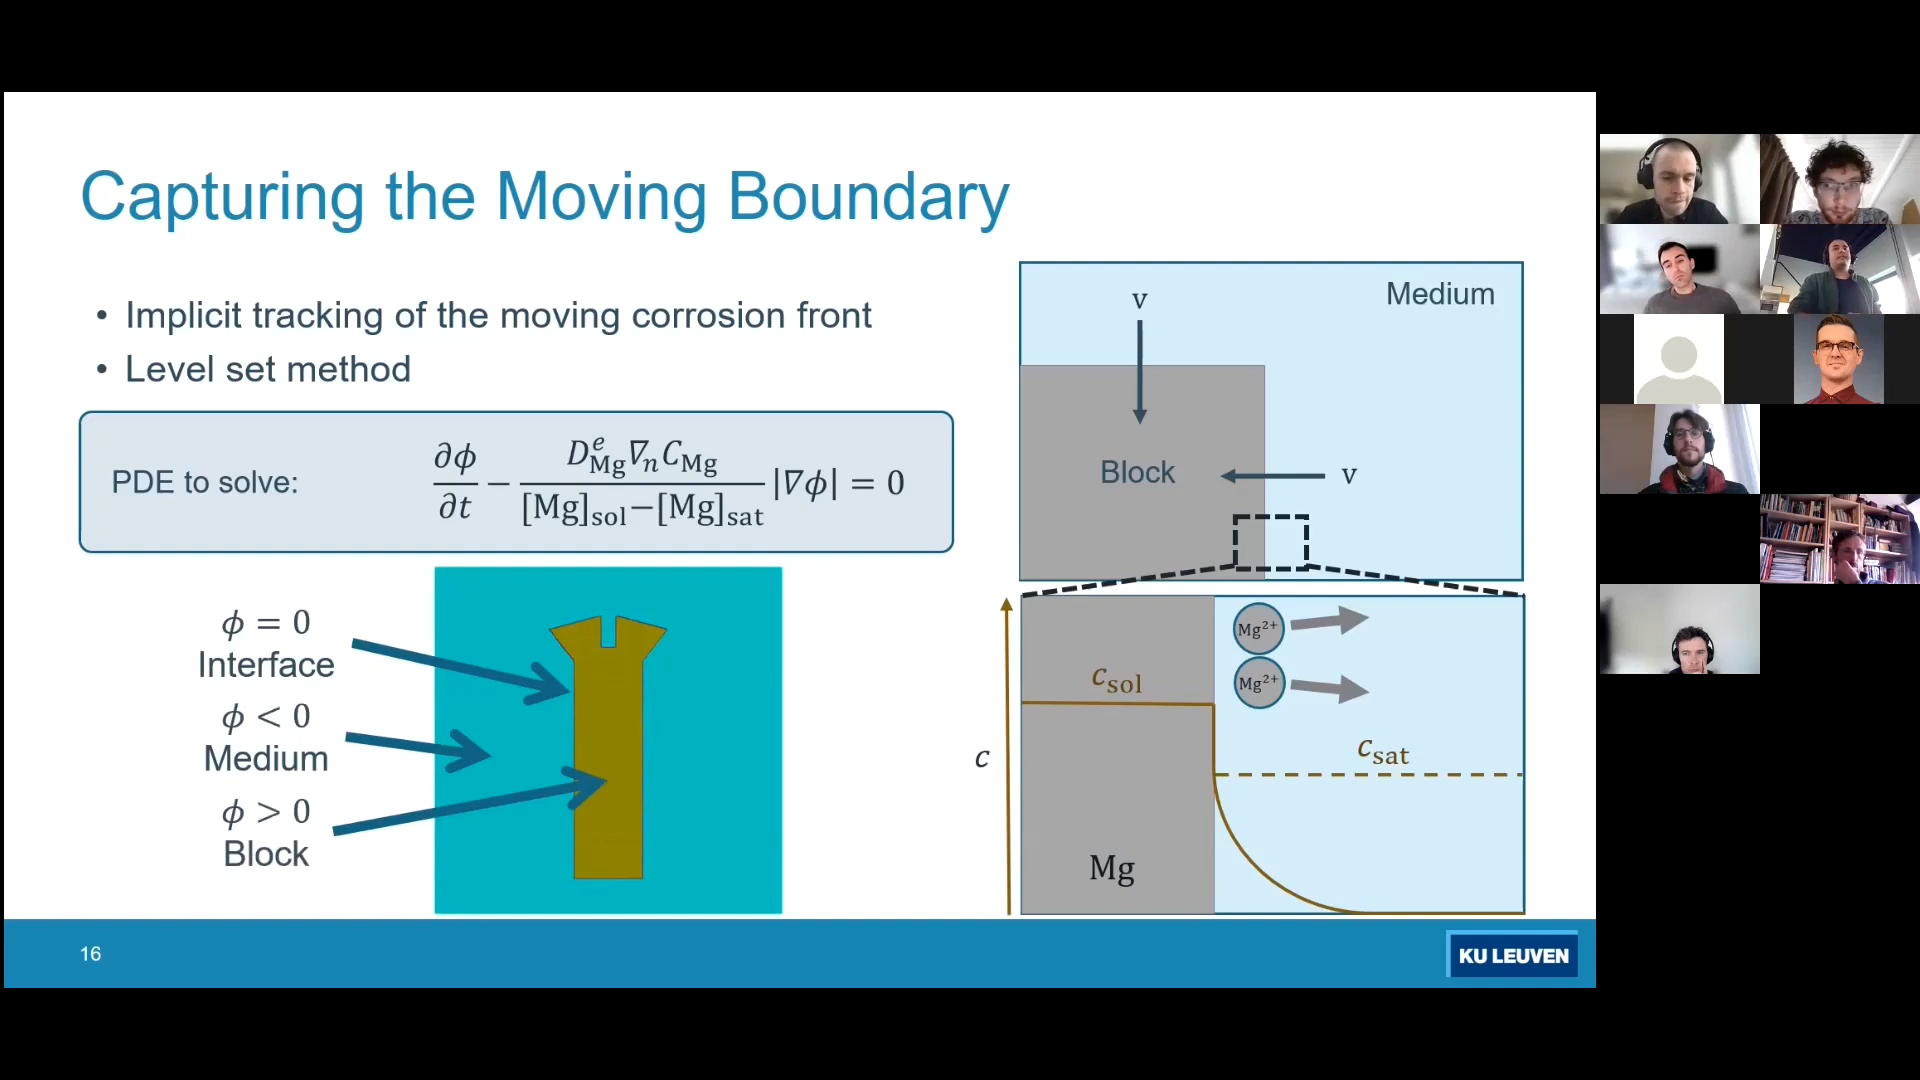 Capturing the Moving Boundary
• Implicit tracking of the moving corrosion front
• Level set method
PDE to solve: ∂ϕ/∂t − (D^e_Mg ∇_n C_Mg)/([Mg]_sol−[Mg]_sat) |∇ϕ| = 0
ϕ = 0
Interface
ϕ < 0
Medium
ϕ > 0
Block
Medium
v
Block
v
Mg²⁺
Mg²⁺
c_sol
c_sat
c
Mg
16
KU LEUVEN